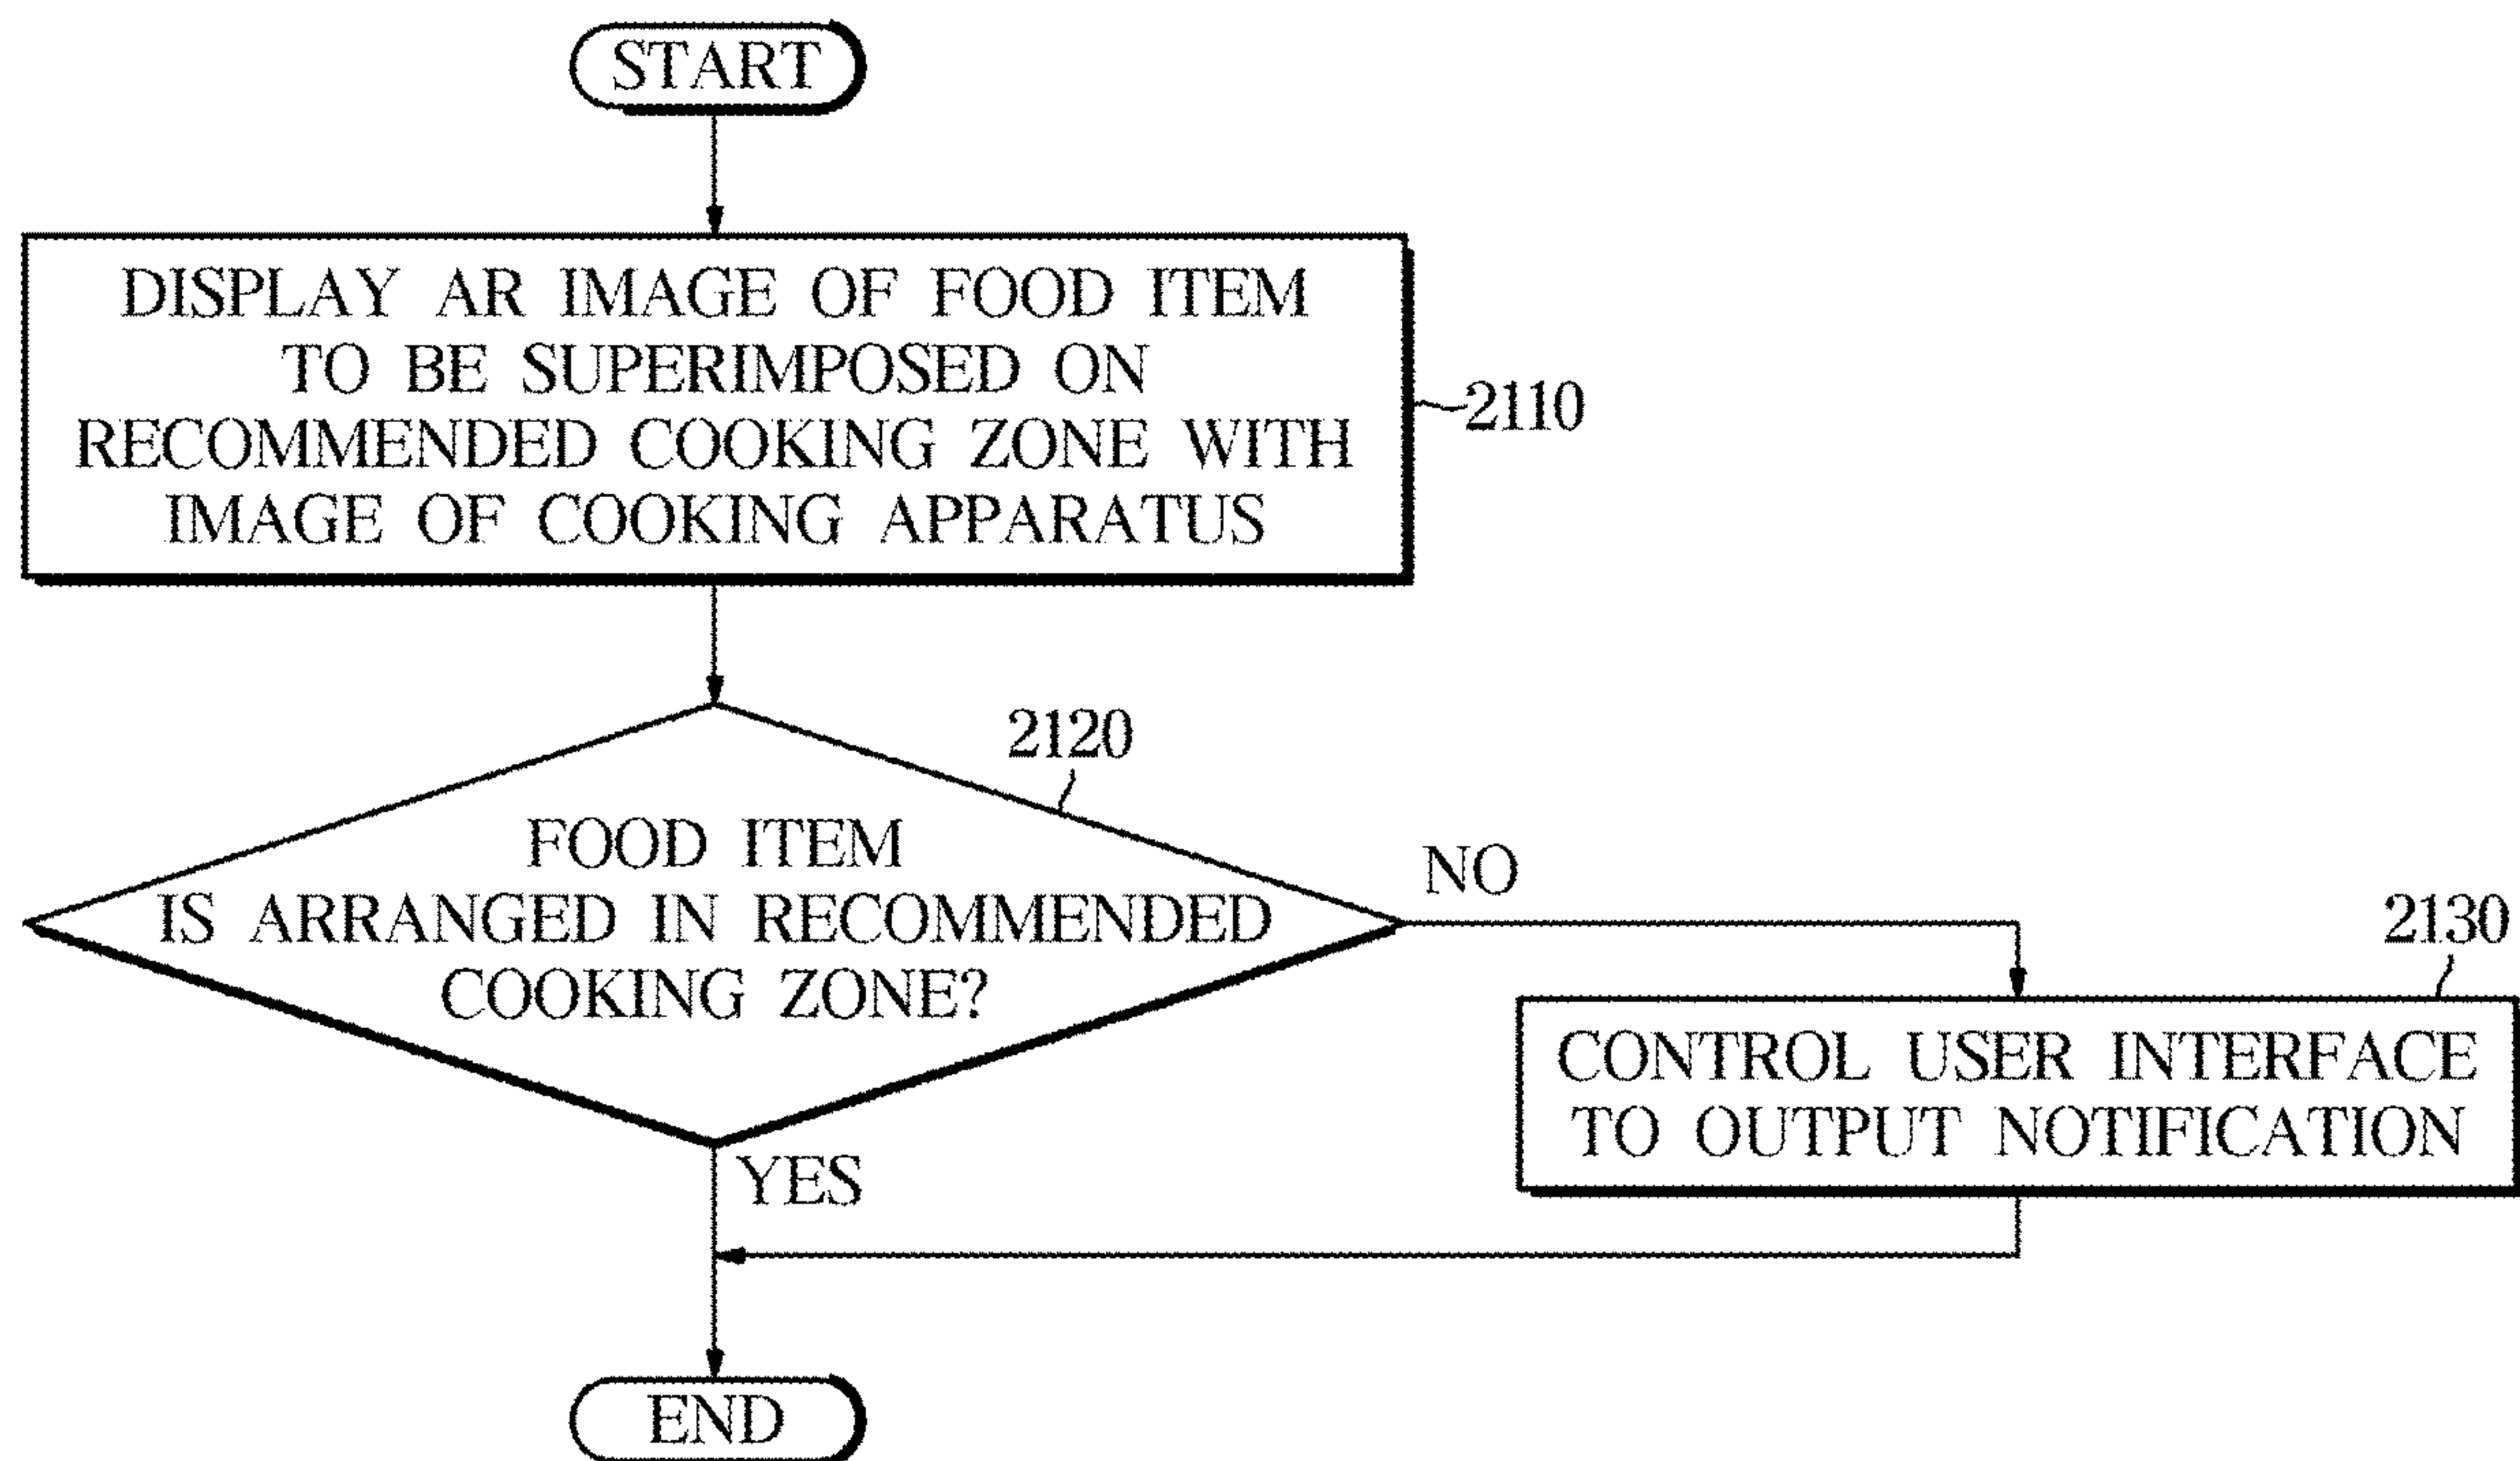 START
DISPLAY AR IMAGE OF FOOD ITEM
TO BE SUPERIMPOSED ON
RECOMMENDED COOKING ZONE WITH
IMAGE OF COOKING APPARATUS
2110
2120
FOOD ITEM
IS ARRANGED IN RECOMMENDED
COOKING ZONE?
NO
2130
CONTROL USER INTERFACE
TO OUTPUT NOTIFICATION
YES
END